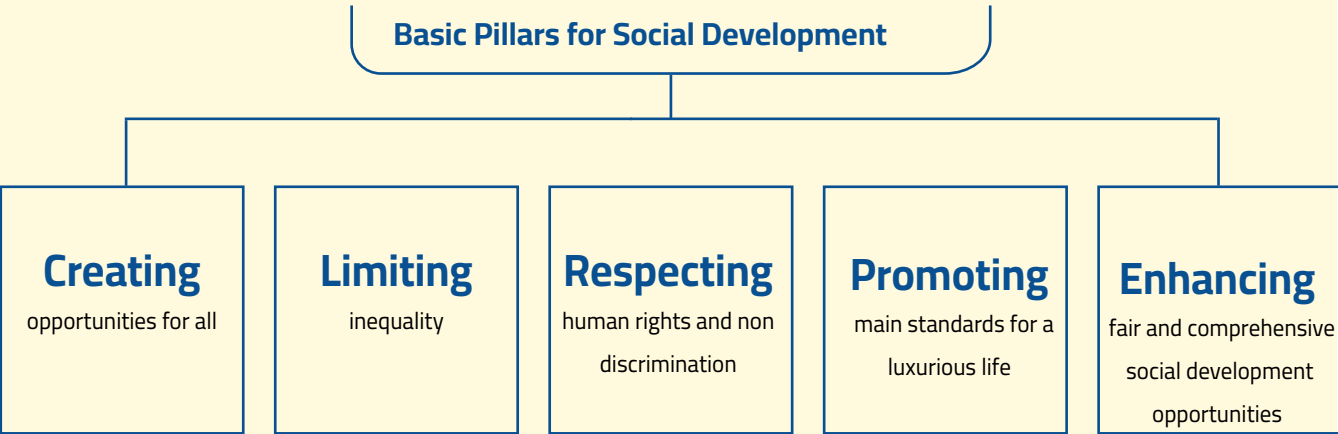 Basic Pillars for Social Development
Creating
opportunities for all
Limiting
inequality
Respecting
human rights and non
discrimination
Promoting
main standards for a
luxurious life
Enhancing
fair and comprehensive
social development
opportunities